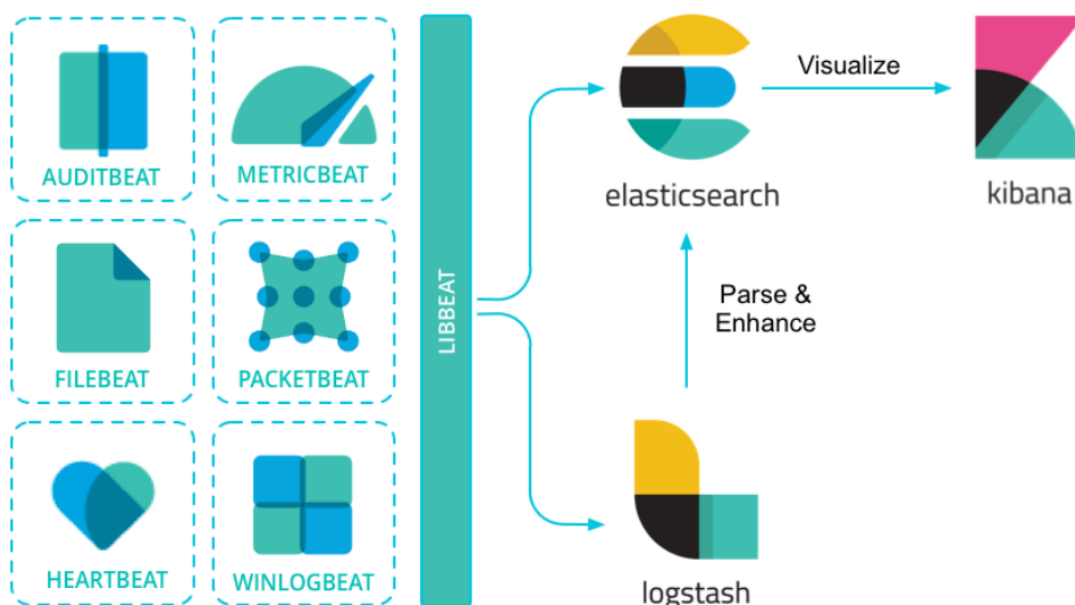 AUDITBEAT
METRICBEAT
FILEBEAT
PACKETBEAT
HEARTBEAT
WINLOGBEAT
LIBBEAT
elasticsearch
Visualize
kibana
Parse &
Enhance
logstash